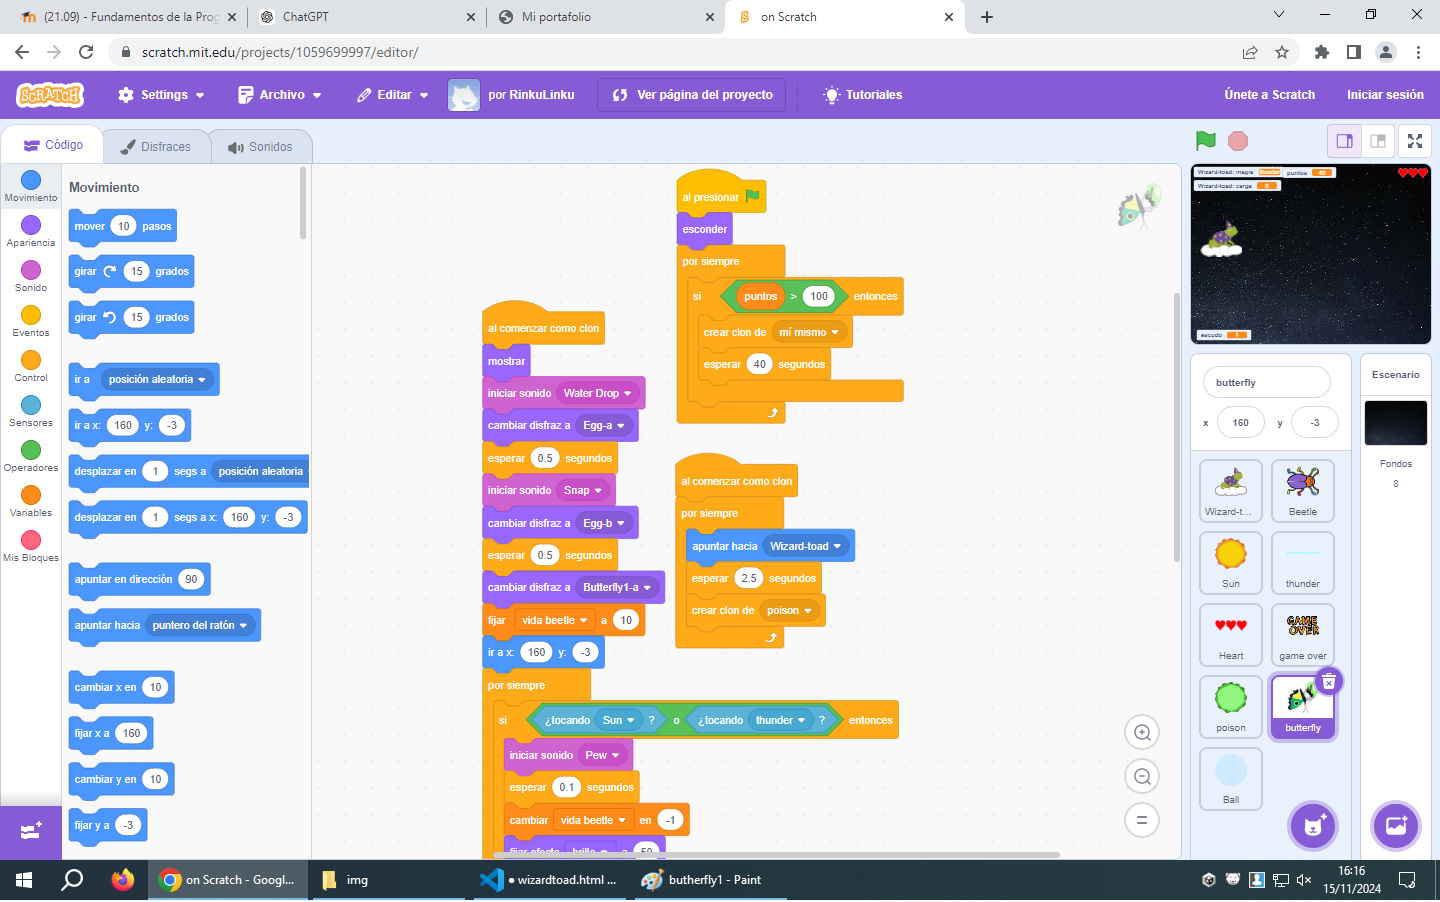 (21.09) - Fundamentos de la Prog
ChatGPT
Mi portafolio
on Scratch
scratch.mit.edu/projects/1059699997/editor/
SCRATCH
Settings
Archivo
Editar
por RinkuLinku
Ver página del proyecto
Tutoriales
Únete a Scratch
Iniciar sesión
Código
Disfraces
Sonidos
Movimiento
Apariencia
Sonido
Eventos
Control
Sensores
Operadores
Variables
Mis Bloques
Movimiento
mover 10 pasos
girar 15 grados
girar 15 grados
ir a posición aleatoria
ir a x: 160 y: -3
desplazar en 1 segs a posición aleatoria
desplazar en 1 segs a x: 160 y: -3
apuntar en dirección 90
apuntar hacia puntero del ratón
cambiar x en 10
fijar x a 160
cambiar y en 10
fijar y a -3
al comenzar como clon
mostrar
iniciar sonido Water Drop
cambiar disfraz a Egg-a
esperar 0.5 segundos
iniciar sonido Snap
cambiar disfraz a Egg-b
esperar 0.5 segundos
cambiar disfraz a Butterfly1-a
fijar vida beetle a 10
ir a x: 160 y: -3
por siempre
si ¿tocando Sun ? o ¿tocando thunder ? entonces
iniciar sonido Pew
esperar 0.1 segundos
cambiar vida beetle en -1
fijar efecto brillo a 50
al presionar
esconder
por siempre
si puntos > 100 entonces
crear clon de mí mismo
esperar 40 segundos
al comenzar como clon
por siempre
apuntar hacia Wizard-toad
esperar 2.5 segundos
crear clon de poison
Wizard-toad: magia thunder puntos 40
Wizard-toad: carga 0
escudo 1
butterfly
x 160 y -3
Wizard-t...
Beetle
Sun
thunder
Heart
GAME OVER
game over
poison
butterfly
Ball
Escenario
Fondos
8
on Scratch - Googl...
img
● wizardtoad.html ...
butherfly1 - Paint
16:16
15/11/2024